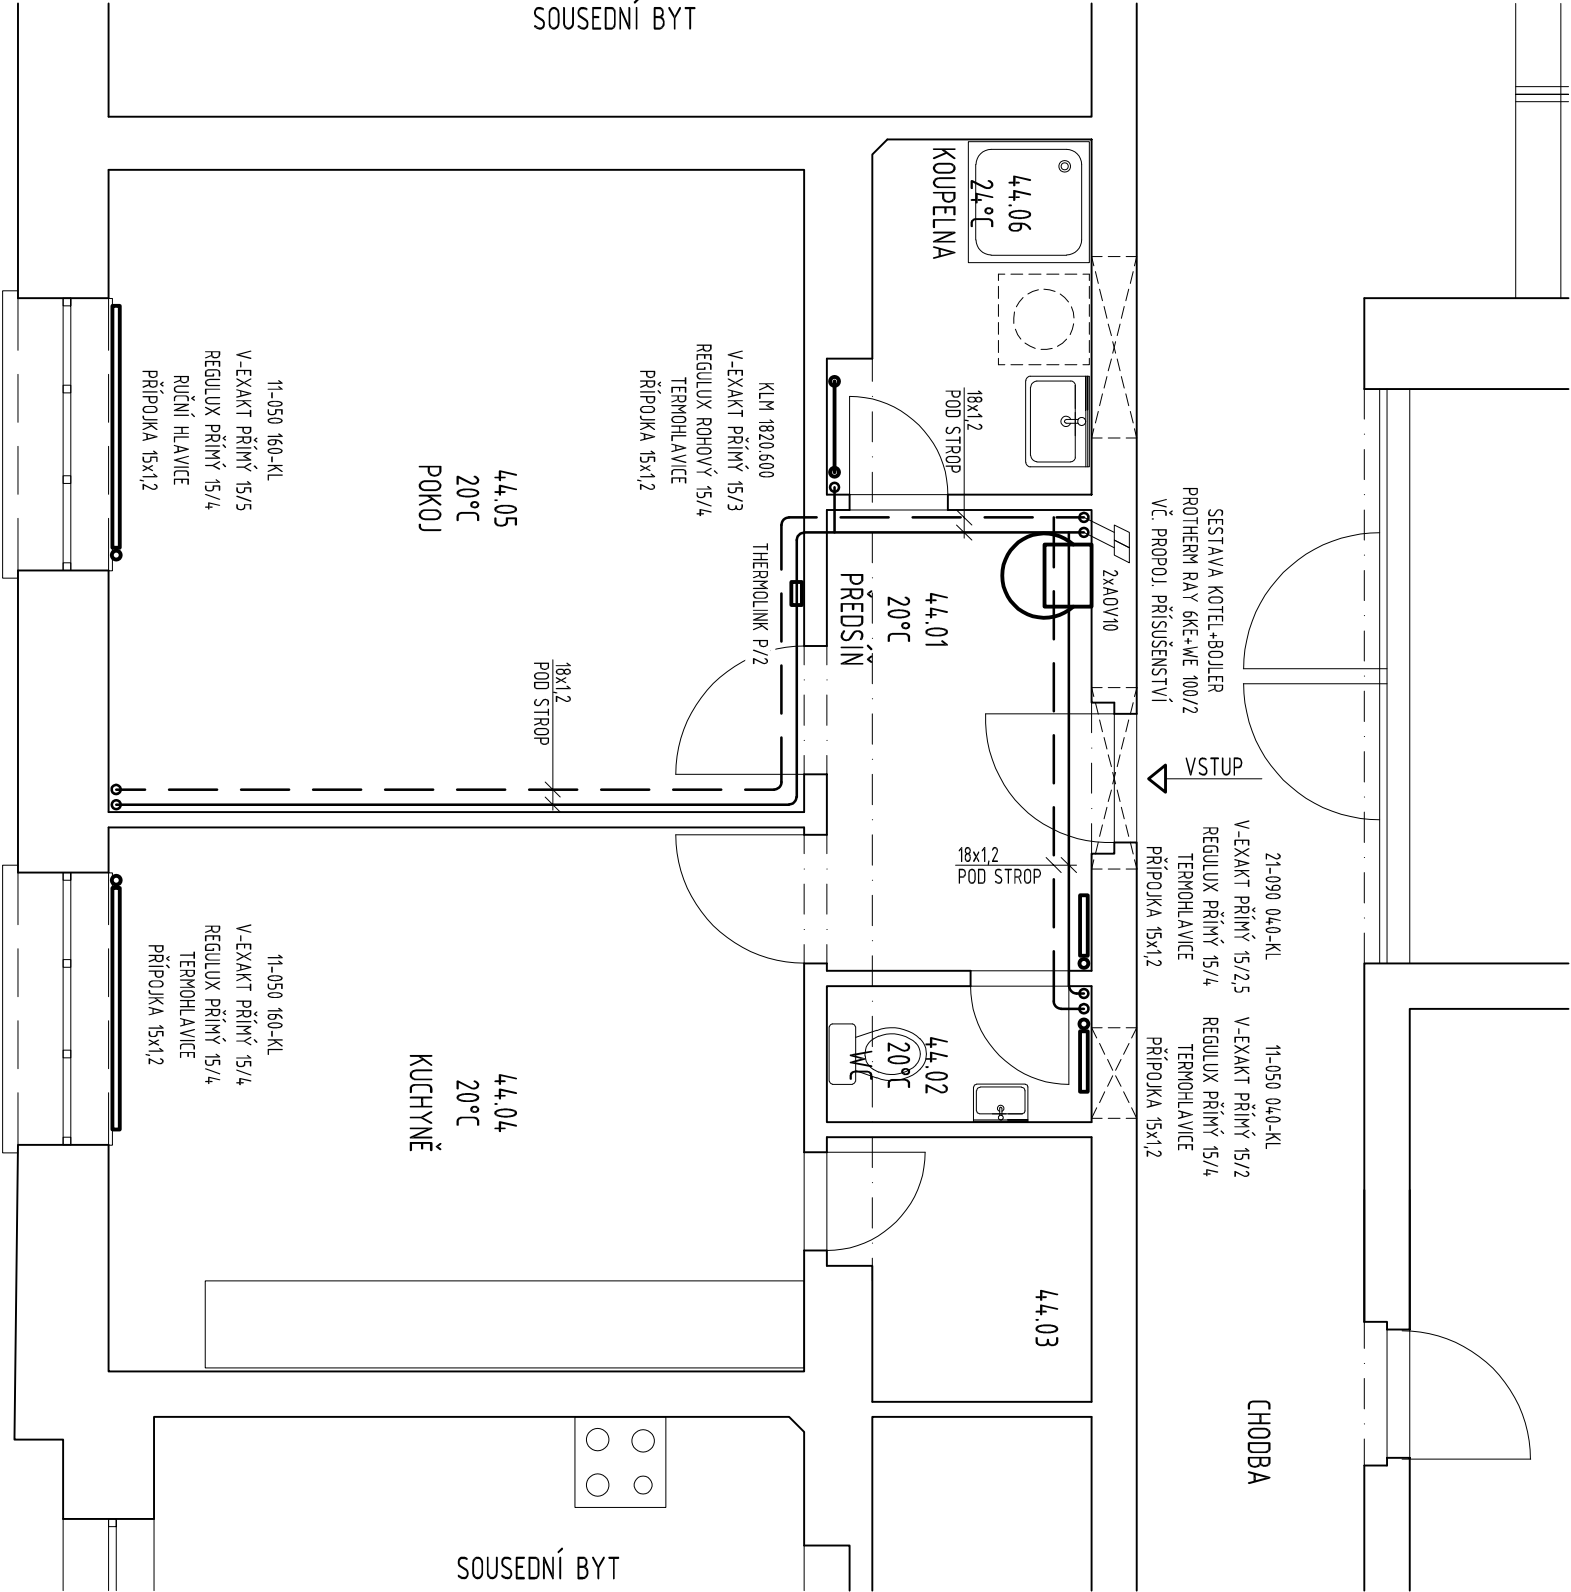 SOUSEDNÍ BYT
44.06
24°C
KOUPELNA
18x1,2
POD STROP
KLM 1820.600
V-EXAKT PŘÍMÝ 15/3
REGULUX ROHOVÝ 15/4
TERMOHLAVICE
PŘÍPOJKA 15x1,2
11-050 160-KL
V-EXAKT PŘÍMÝ 15/5
REGULUX PŘÍMÝ 15/4
RUČNÍ HLAVICE
PŘÍPOJKA 15x1,2
44.05
20°C
POKOJ
THERMOLINK P/2
18x1,2
POD STROP
44.01
20°C
PŘEDSÍŇ
2xAOV10
SESTAVA KOTEL+BOJLER
PROTHERM RAY 6KE+WE 100/2
VČ. PROPOJ. PŘÍSUŠENSTVÍ
VSTUP
18x1,2
POD STROP
21-090 040-KL
V-EXAKT PŘÍMÝ 15/2,5
REGULUX PŘÍMÝ 15/4
TERMOHLAVICE
PŘÍPOJKA 15x1,2
11-050 040-KL
V-EXAKT PŘÍMÝ 15/2
REGULUX PŘÍMÝ 15/4
TERMOHLAVICE
PŘÍPOJKA 15x1,2
44.02
20°C
WC
11-050 160-KL
V-EXAKT PŘÍMÝ 15/4
REGULUX PŘÍMÝ 15/4
TERMOHLAVICE
PŘÍPOJKA 15x1,2
44.04
20°C
KUCHYNĚ
44.03
CHODBA
SOUSEDNÍ BYT